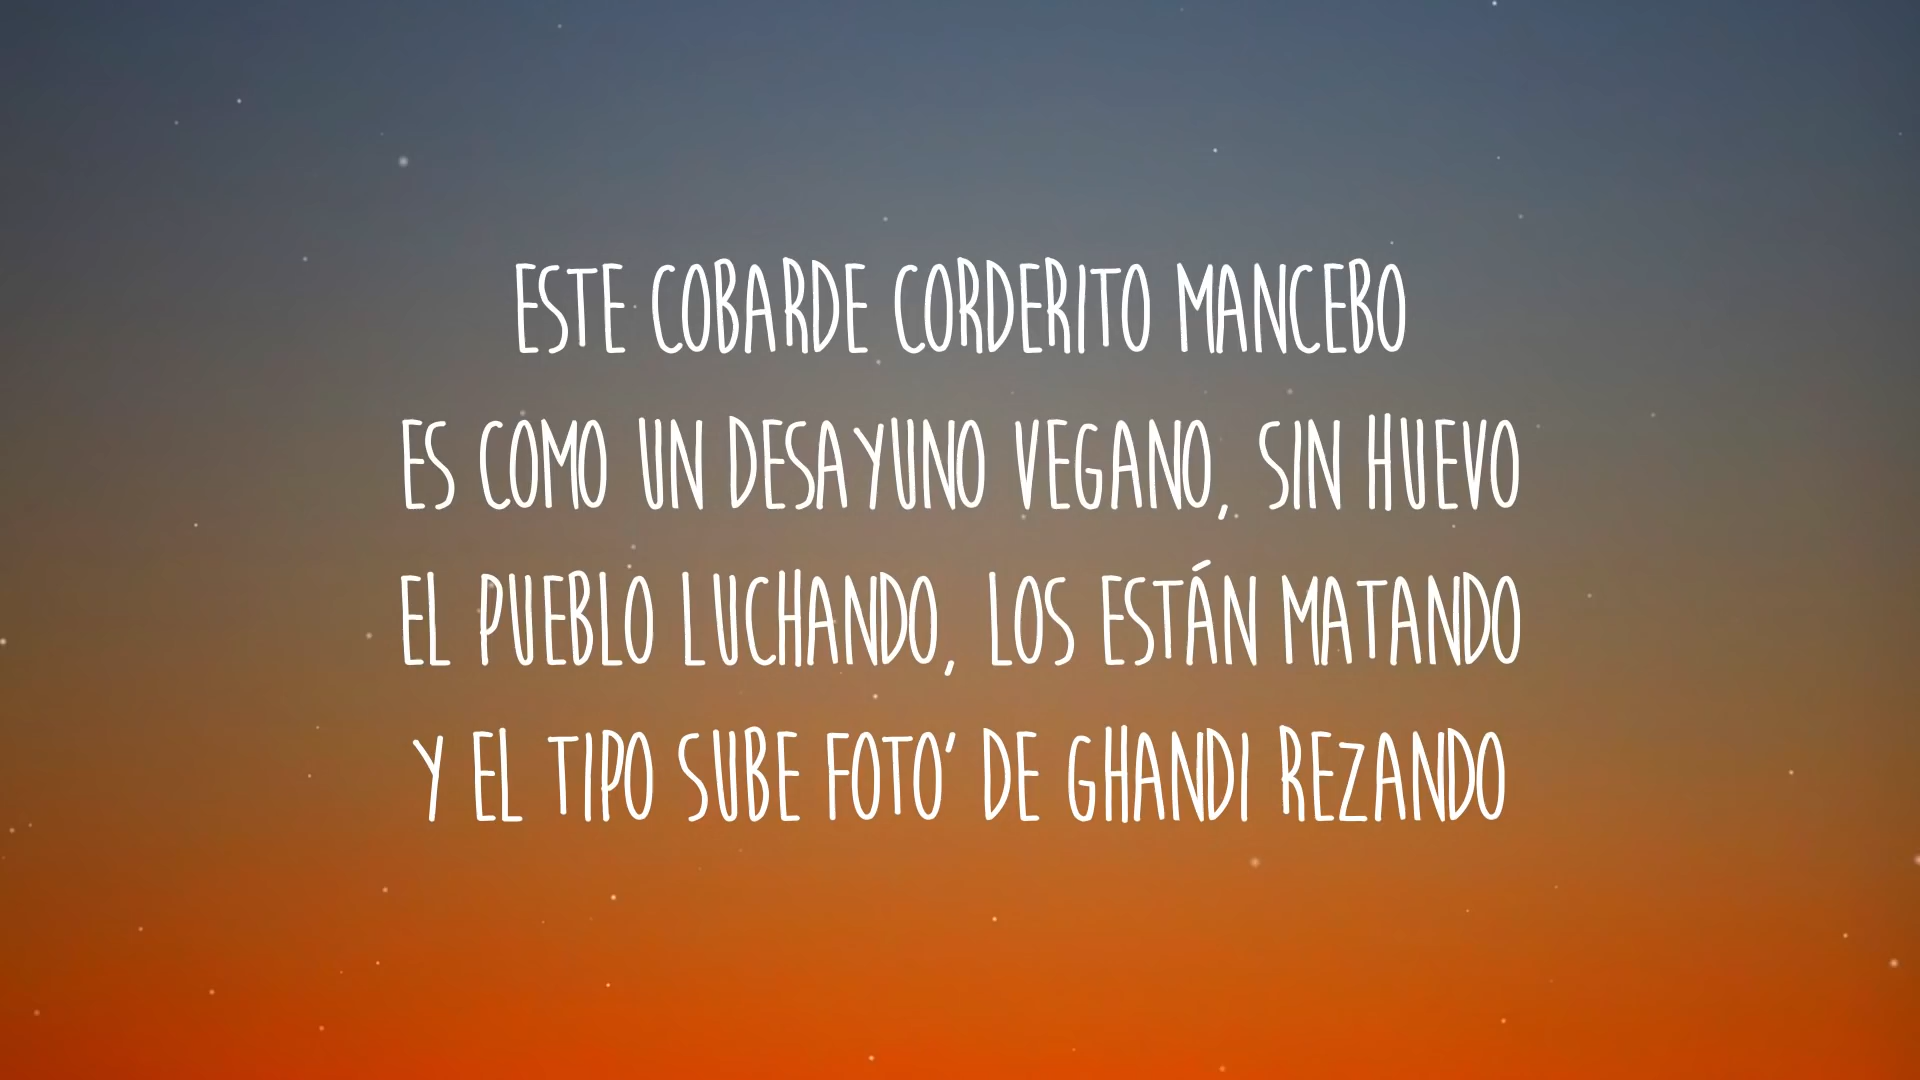 ESTE COBARDE CORDERITO MANCEBO
ES COMO UN DESAYUNO VEGANO, SIN HUEVO
EL PUEBLO LUCHANDO, LOS ESTÁN MATANDO
Y EL TIPO SUBE FOTO' DE GHANDI REZANDO